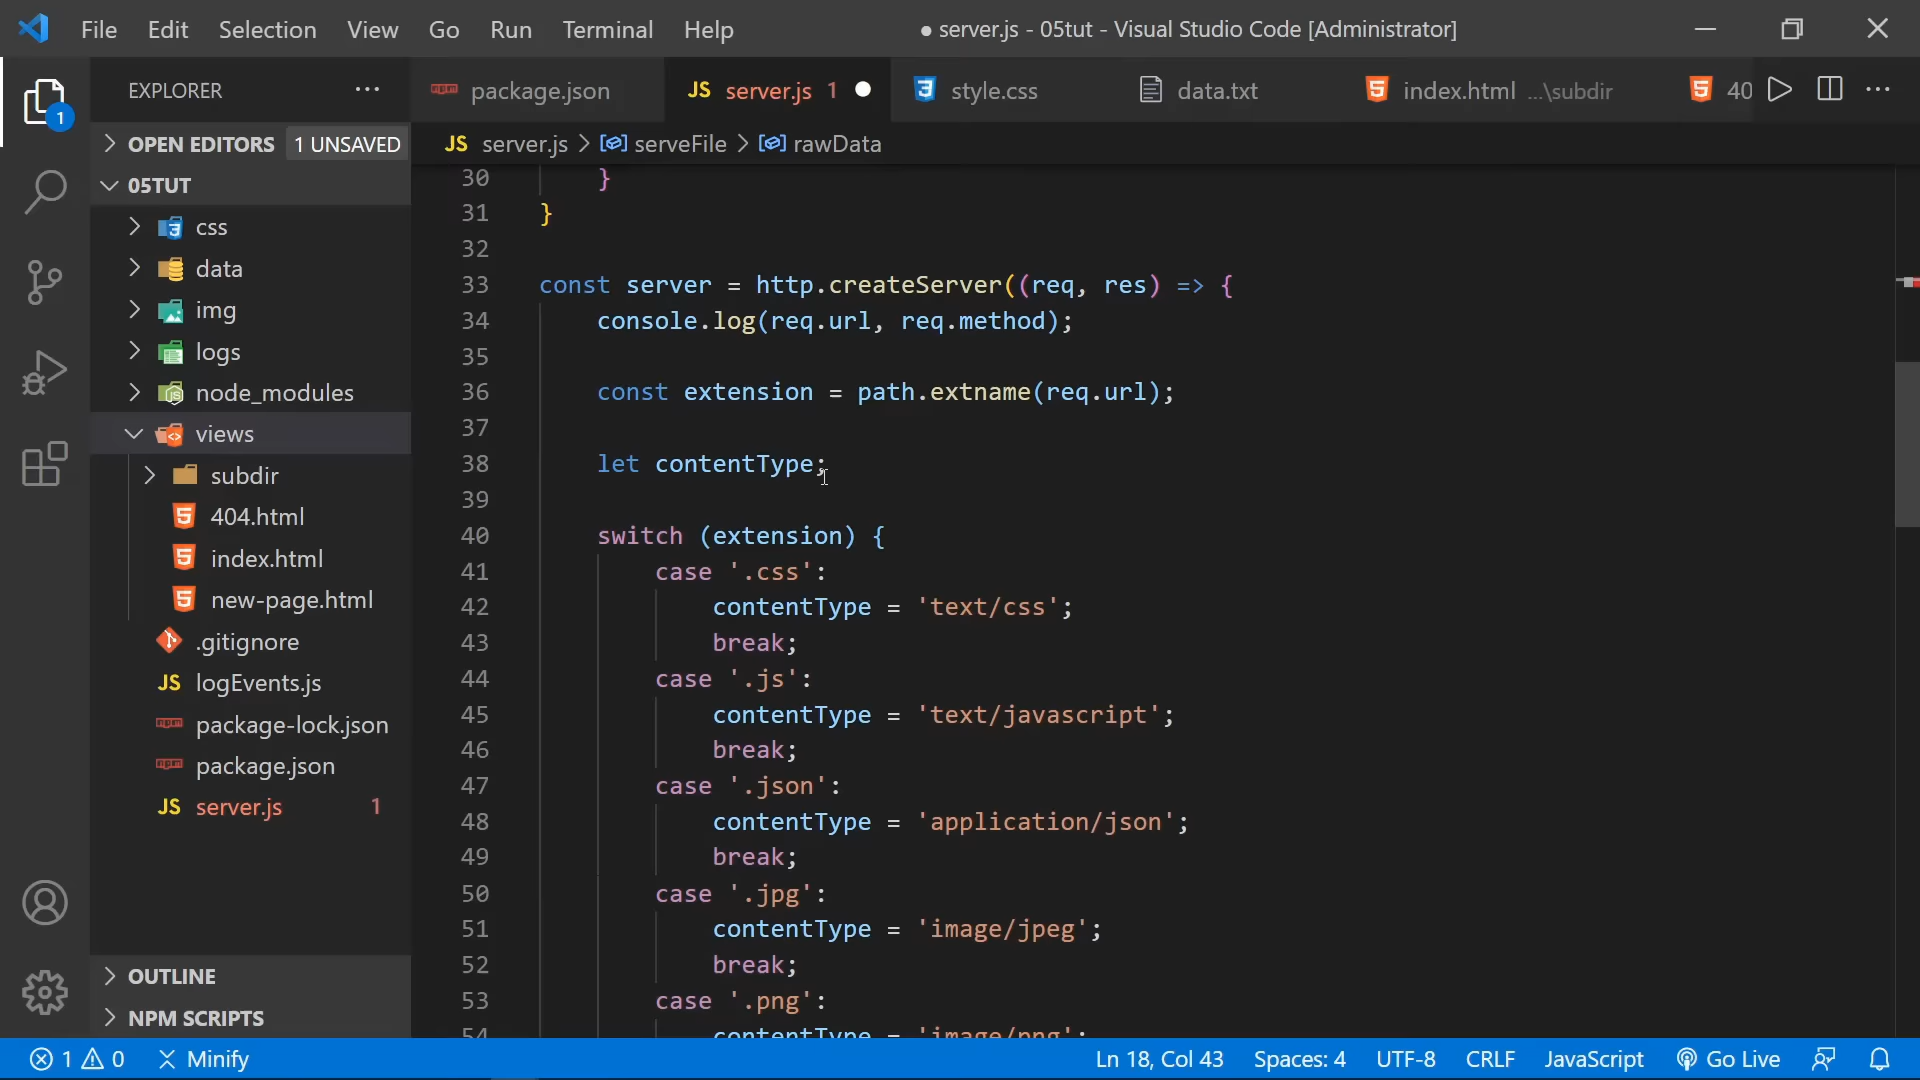 File Edit Selection View Go Run Terminal Help
● server.js - 05tut - Visual Studio Code [Administrator]
EXPLORER ...
1
OPEN EDITORS 1 UNSAVED
05TUT
css
data
img
logs
node_modules
views
subdir
404.html
index.html
new-page.html
.gitignore
JS logEvents.js
package-lock.json
package.json
JS server.js 1
OUTLINE
NPM SCRIPTS
package.json
JS server.js 1
style.css
data.txt
index.html ...\subdir
40
JS server.js > serveFile > rawData
30 }
31 }
32
33 const server = http.createServer((req, res) => {
34 console.log(req.url, req.method);
35
36 const extension = path.extname(req.url);
37
38 let contentType;
39
40 switch (extension) {
41 case '.css':
42 contentType = 'text/css';
43 break;
44 case '.js':
45 contentType = 'text/javascript';
46 break;
47 case '.json':
48 contentType = 'application/json';
49 break;
50 case '.jpg':
51 contentType = 'image/jpeg';
52 break;
53 case '.png':
54 contentType = 'image/png';
1 0 Minify
Ln 18, Col 43 Spaces: 4 UTF-8 CRLF JavaScript Go Live